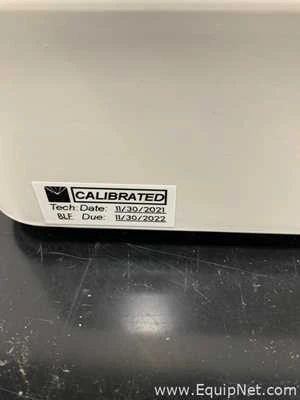 CALIBRATED
Tech: Date: 11/30/2021
BLF Due: 11/30/2022
www.EquipNet.com